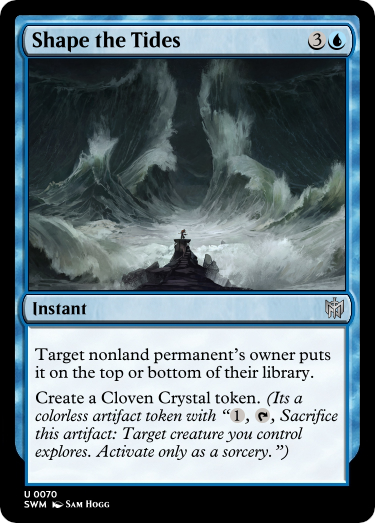 Shape the Tides 3
Instant
Target nonland permanent's owner puts
it on the top or bottom of their library.
Create a Cloven Crystal token. (Its a
colorless artifact token with “1, , Sacrifice
this artifact: Target creature you control
explores. Activate only as a sorcery.”)
U 0070
SWM Sam Hogg